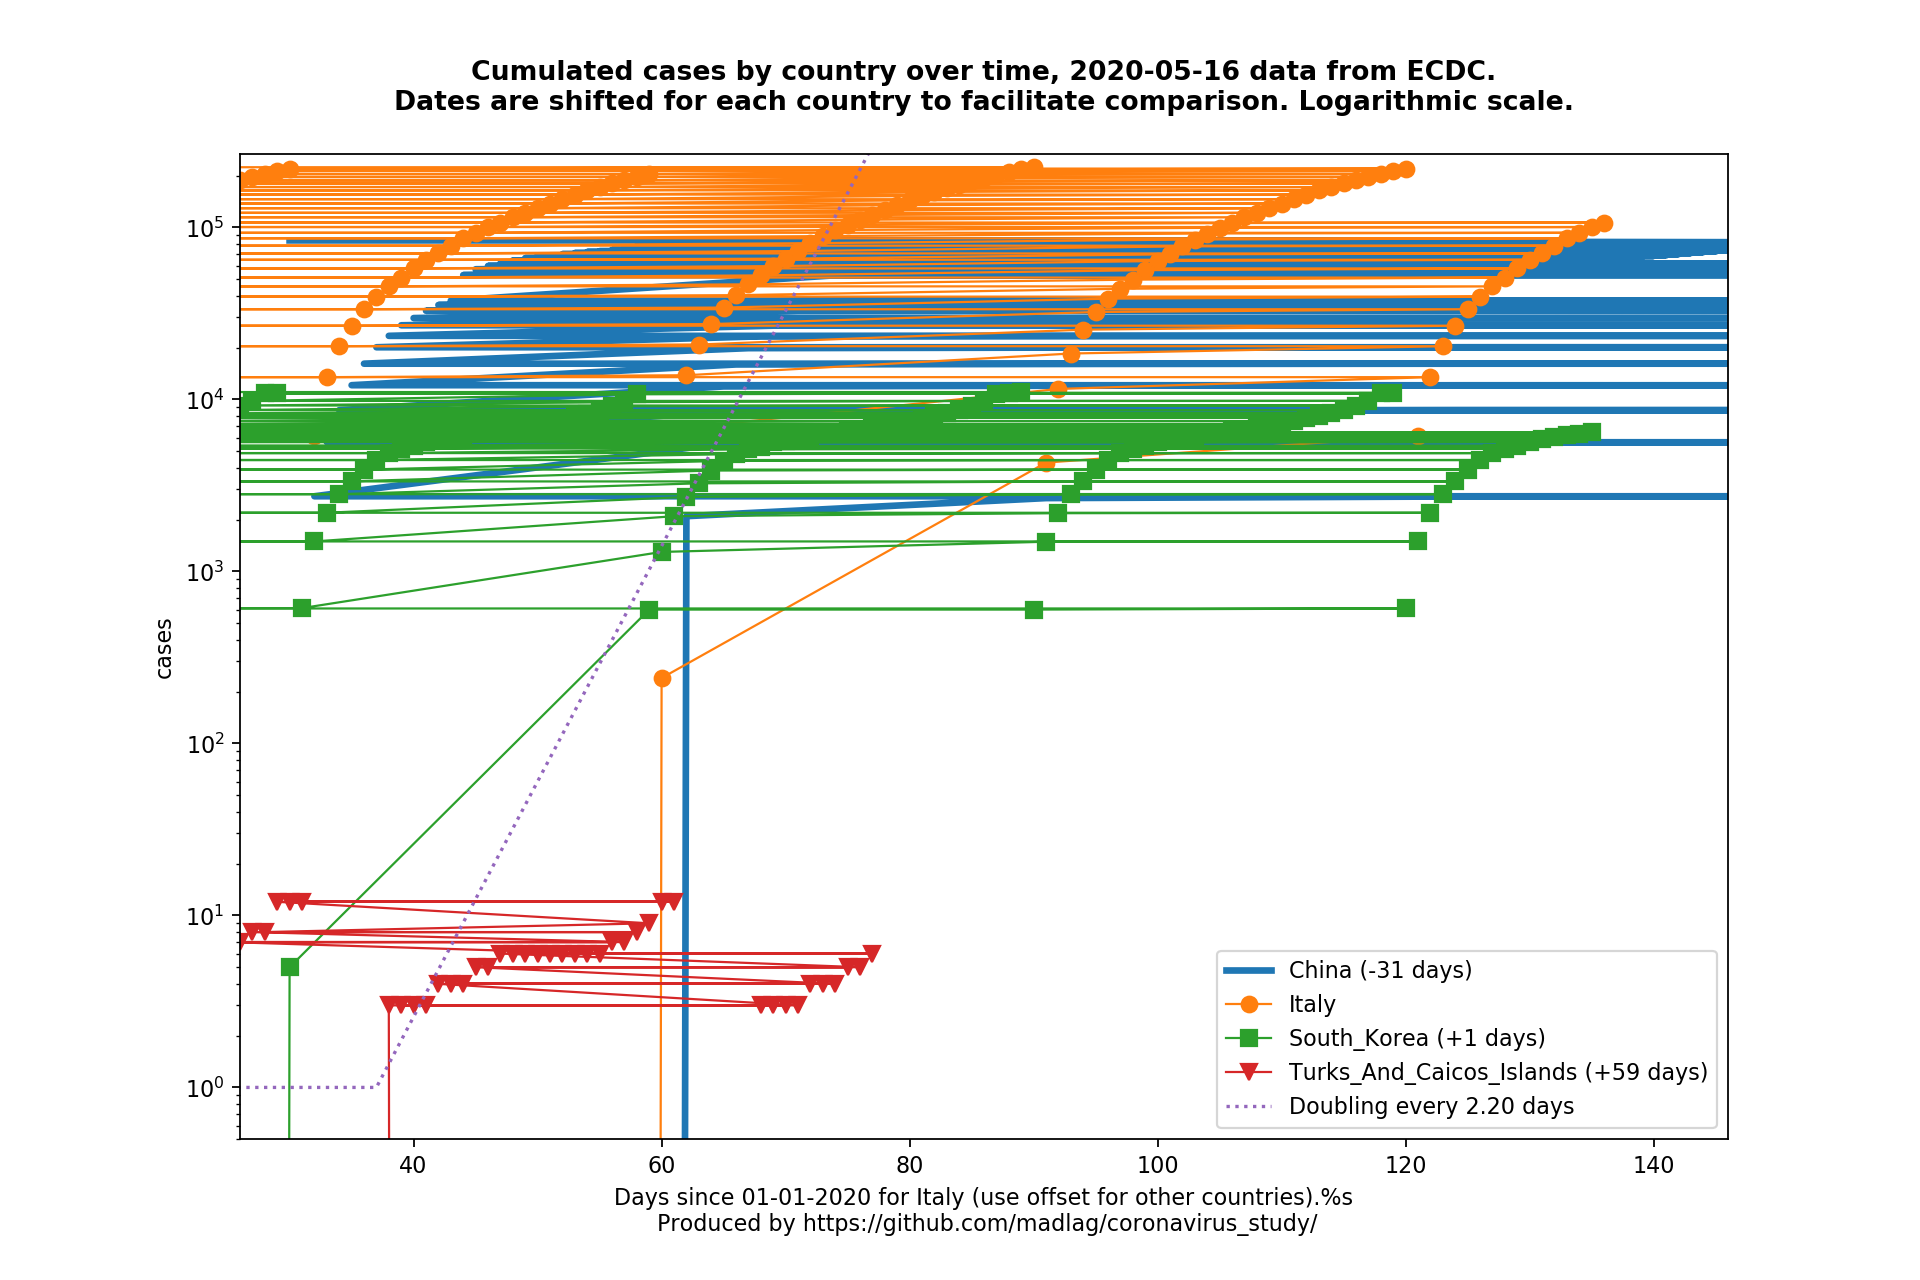 Cumulated cases by country over time, 2020-05-16 data from ECDC.
Dates are shifted for each country to facilitate comparison. Logarithmic scale.
cases
10^5
10^4
10^3
10^2
10^1
10^0
40 60 80 100 120 140
China (-31 days)
Italy
South_Korea (+1 days)
Turks_And_Caicos_Islands (+59 days)
Doubling every 2.20 days
Days since 01-01-2020 for Italy (use offset for other countries).%s
Produced by https://github.com/madlag/coronavirus_study/